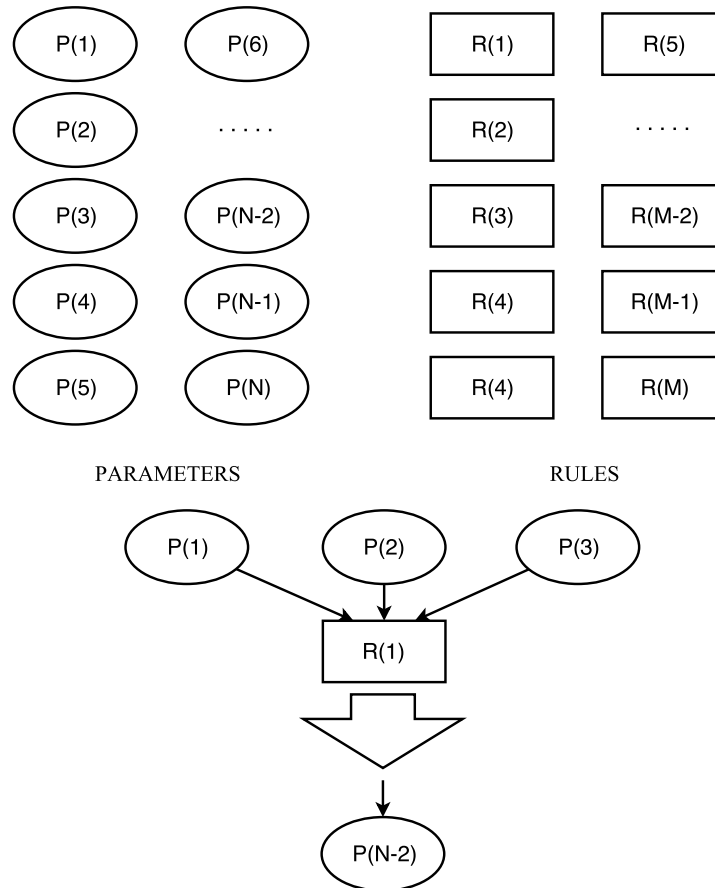 P(1) P(6) R(1) R(5)
P(2) ..... R(2) .....
P(3) P(N-2) R(3) R(M-2)
P(4) P(N-1) R(4) R(M-1)
P(5) P(N) R(4) R(M)
PARAMETERS RULES
P(1) P(2) P(3)
R(1)
P(N-2)